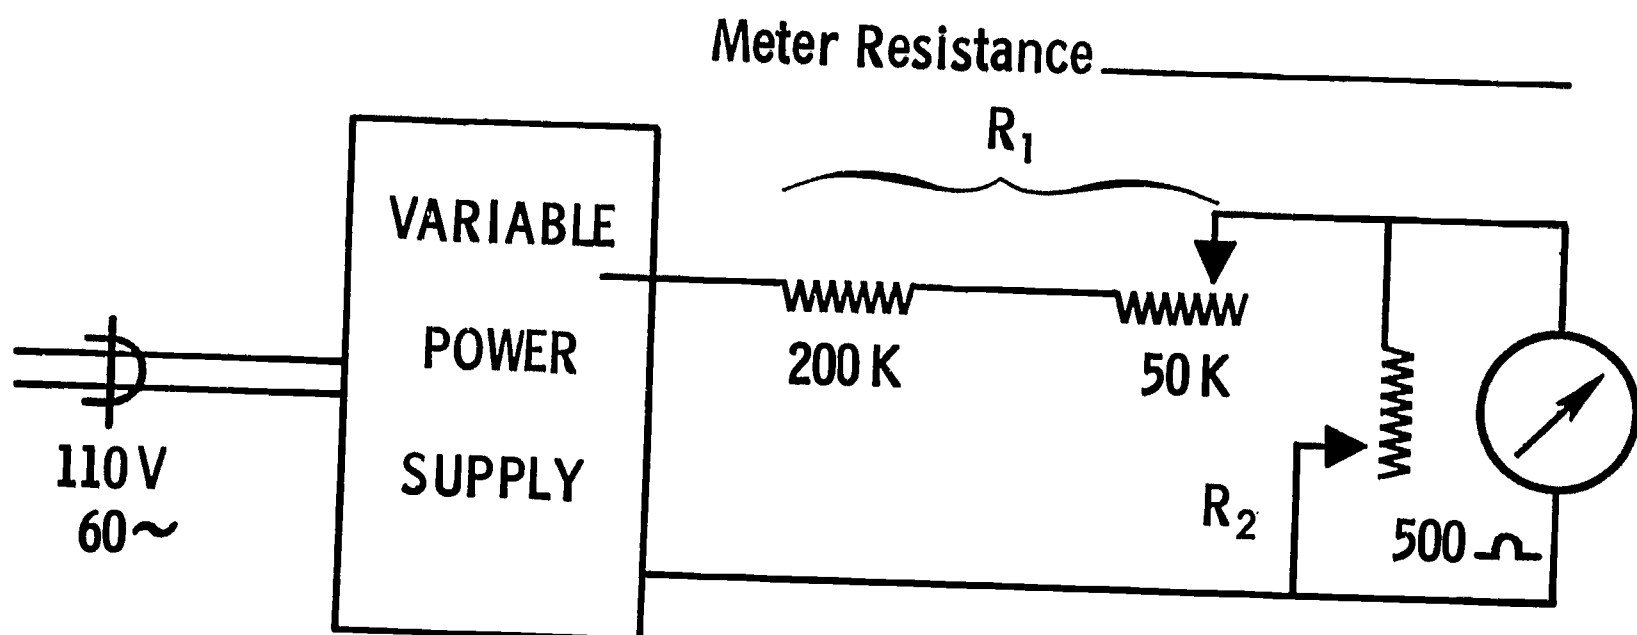 Meter Resistance
R1
VARIABLE
POWER
SUPPLY
200 K
50 K
110 V
60~
R2
500 Ω